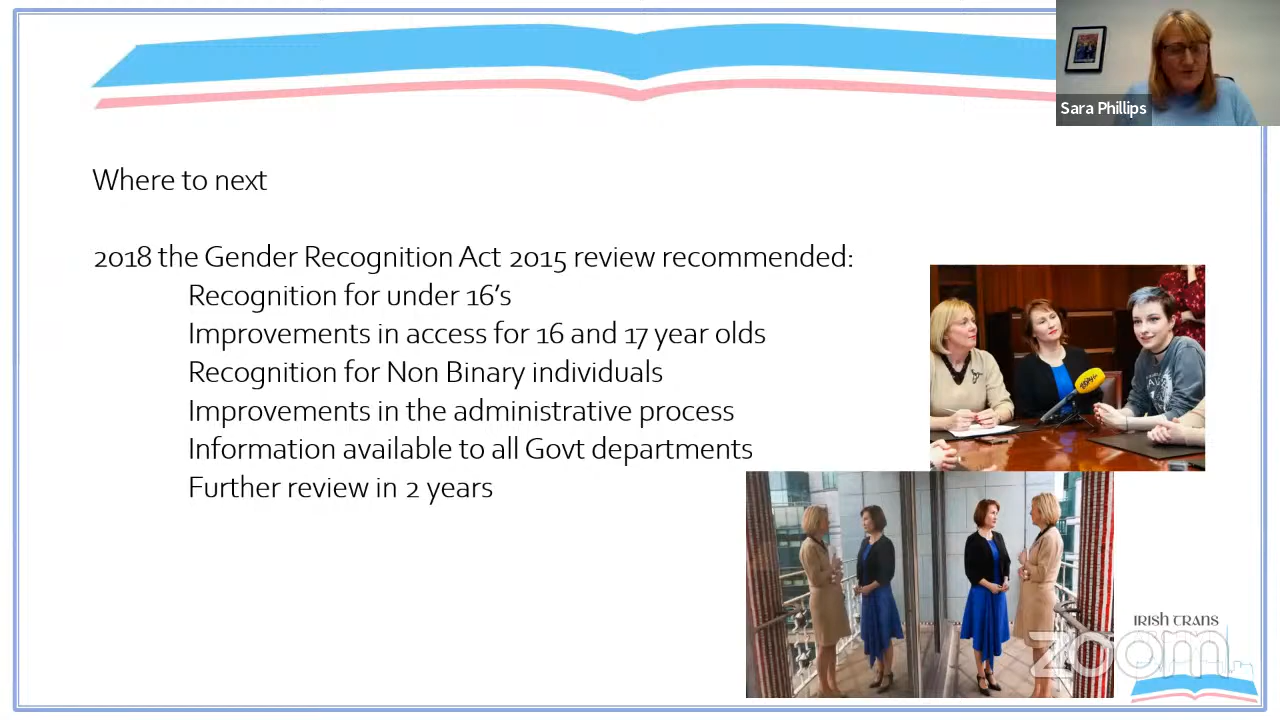 Sara Phillips
Where to next
2018 the Gender Recognition Act 2015 review recommended:
Recognition for under 16's
Improvements in access for 16 and 17 year olds
Recognition for Non Binary individuals
Improvements in the administrative process
Information available to all Govt departments
Further review in 2 years
IRISH TRANS
zoom